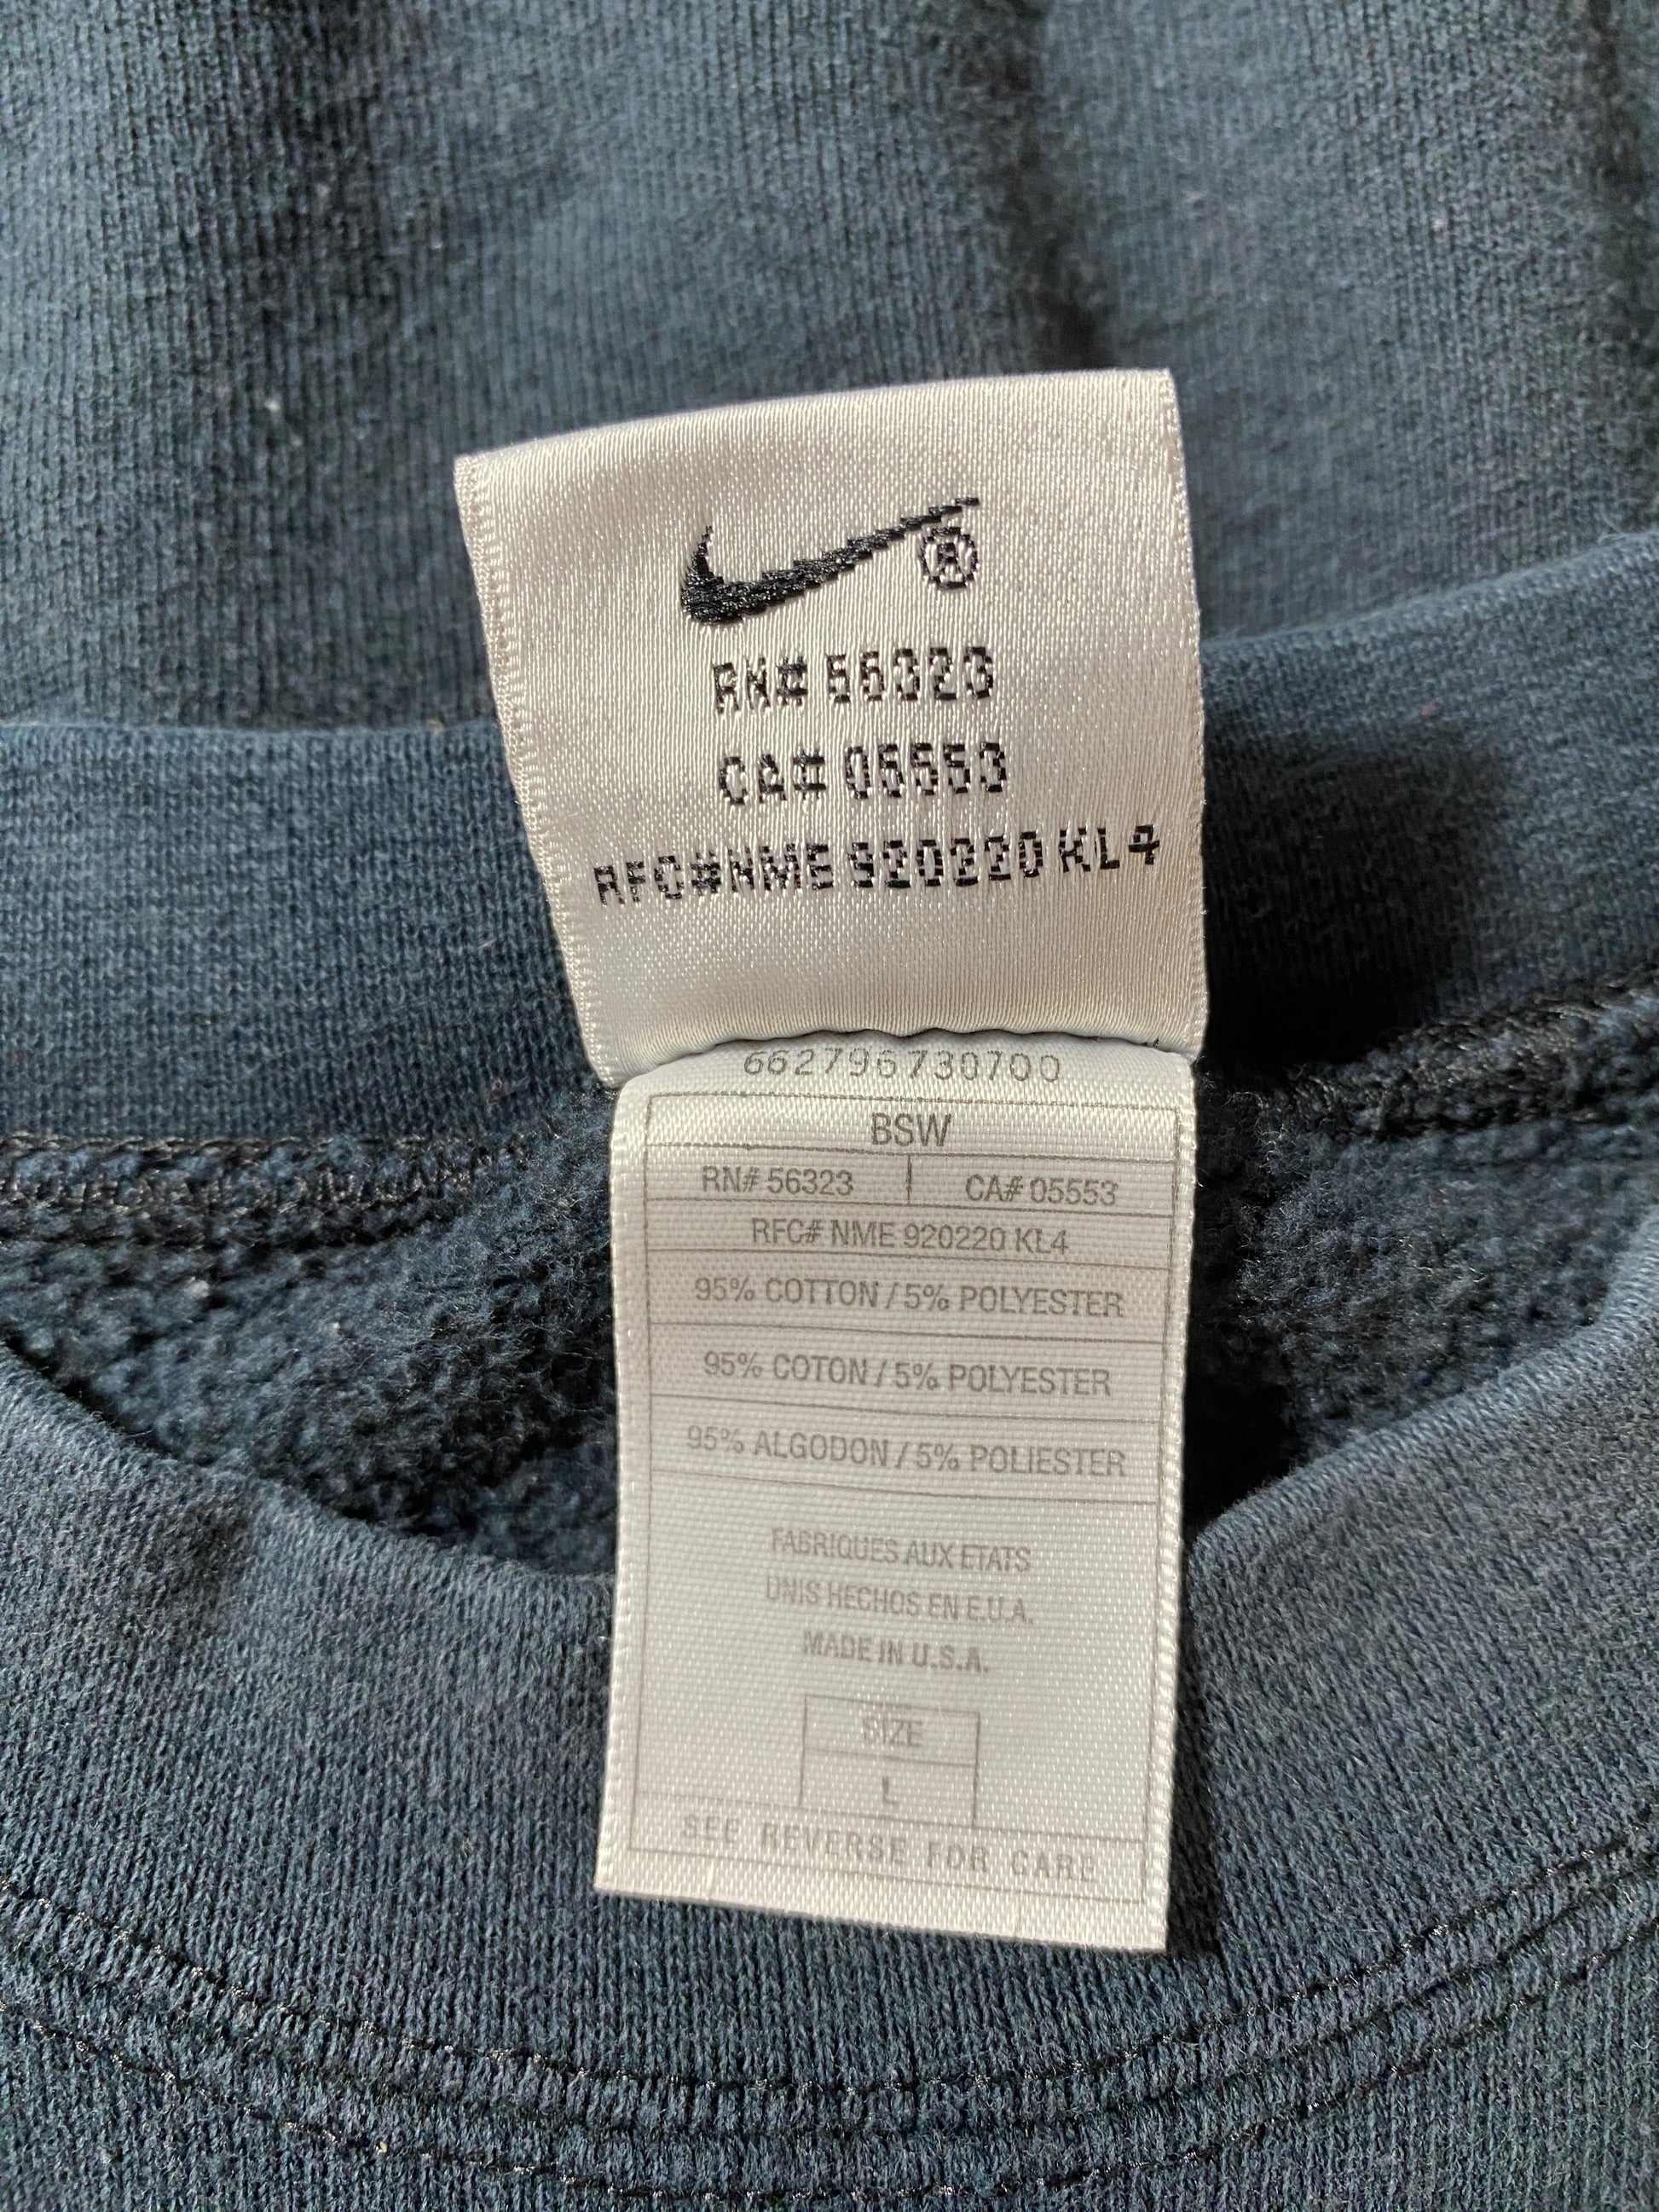 ®
RN# 56323
CA# 05553
RFC#NME 920220 KL4
662796730700
BSW
RN# 56323 CA# 05553
RFC# NME 920220 KL4
95% COTTON / 5% POLYESTER
95% COTON / 5% POLYESTER
95% ALGODON / 5% POLIESTER
FABRIQUES AUX ETATS
UNIS HECHOS EN E.U.A.
MADE IN U.S.A.
SIZE
L
SEE REVERSE FOR CARE